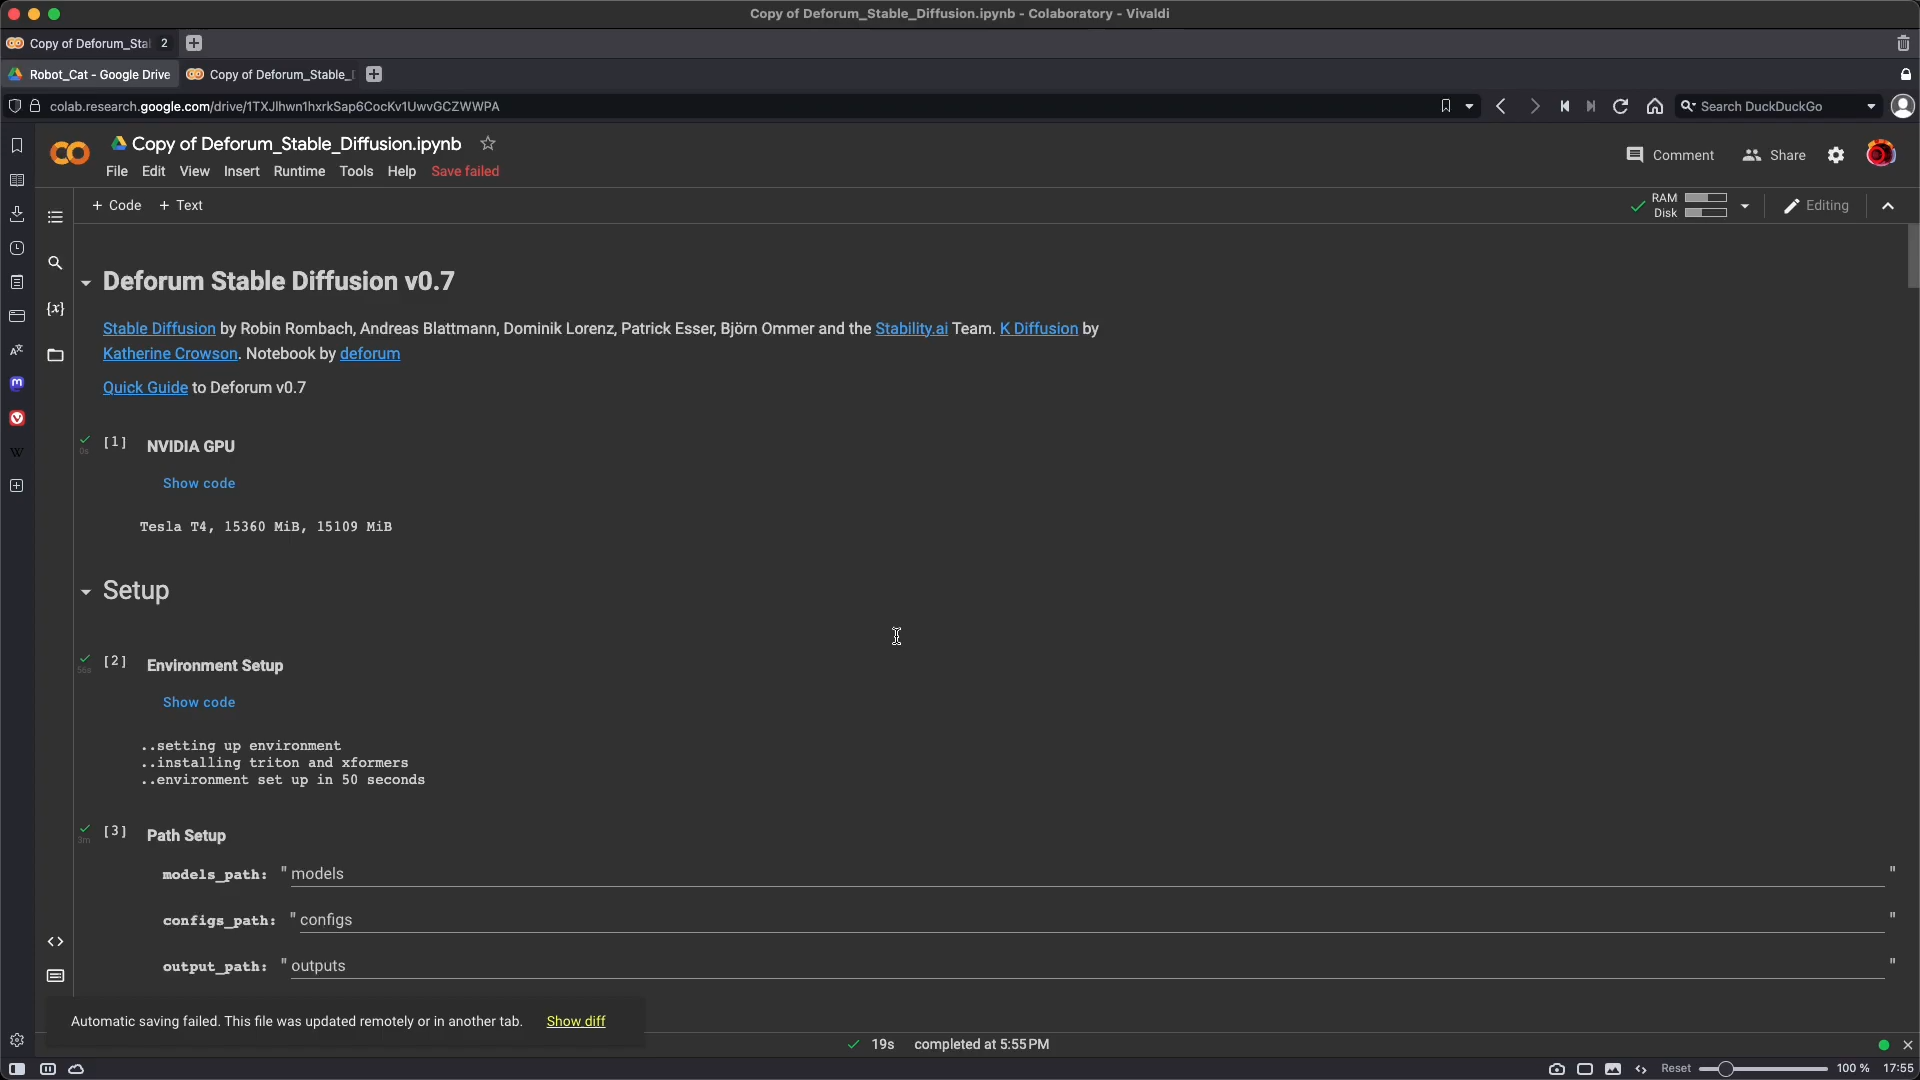 Copy of Deforum_Stable_Diffusion.ipynb - Colaboratory - Vivaldi
Copy of Deforum_Sta 2
Robot_Cat - Google Drive Copy of Deforum_Stable_
colab.research.google.com/drive/1TXJlhwn1hxrkSap6CocKv1UwvGCZWWPA Search DuckDuckGo
Copy of Deforum_Stable_Diffusion.ipynb
Comment Share
File Edit View Insert Runtime Tools Help Save failed
+ Code + Text
RAM
Disk
Editing
Deforum Stable Diffusion v0.7
{x}
Stable Diffusion by Robin Rombach, Andreas Blattmann, Dominik Lorenz, Patrick Esser, Björn Ommer and the Stability.ai Team. K Diffusion by
Katherine Crowson. Notebook by deforum
Quick Guide to Deforum v0.7
[1] NVIDIA GPU
0s
Show code
Tesla T4, 15360 MiB, 15109 MiB
Setup
[2] Environment Setup
56s
Show code
..setting up environment
..installing triton and xformers
..environment set up in 50 seconds
[3] Path Setup
3m
models_path: "models"
configs_path: "configs"
output_path: "outputs"
Automatic saving failed. This file was updated remotely or in another tab. Show diff
19s completed at 5:55 PM
Reset 100 % 17:55